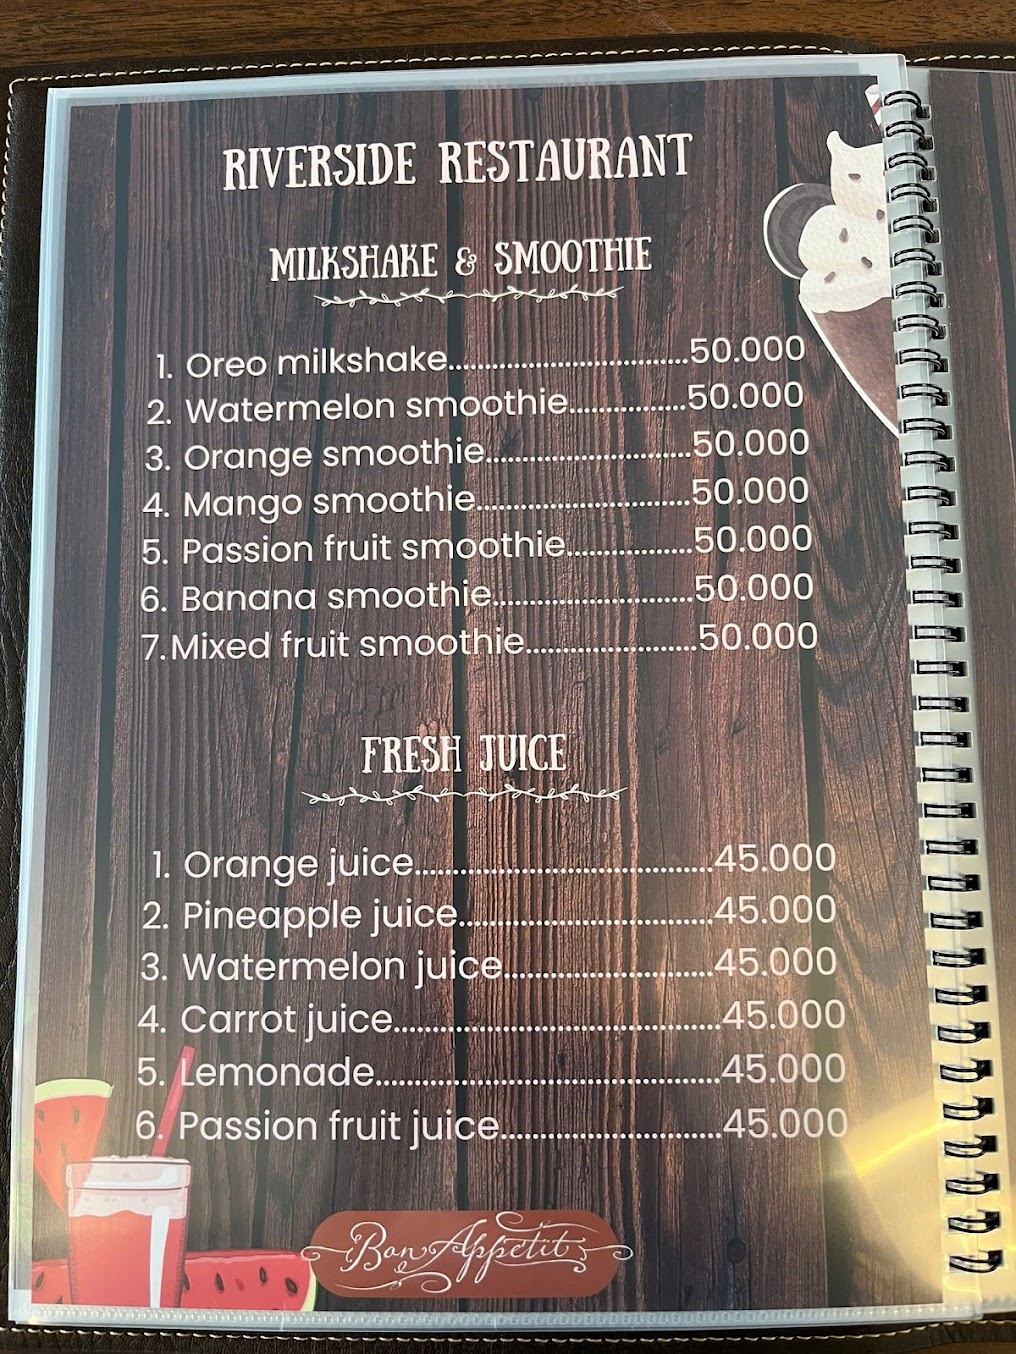 RIVERSIDE RESTAURANT
MILKSHAKE & SMOOTHIE
1. Oreo milkshake................................50.000
2. Watermelon smoothie................50.000
3. Orange smoothie............................50.000
4. Mango smoothie.............................50.000
5. Passion fruit smoothie.................50.000
6. Banana smoothie...........................50.000
7.Mixed fruit smoothie.......................50.000
FRESH JUICE
1. Orange juice.....................................45.000
2. Pineapple juice...............................45.000
3. Watermelon juice..........................45.000
4. Carrot juice.........................................45.000
5. Lemonade..........................................45.000
6. Passion fruit juice...........................45.000
Bon Appetit